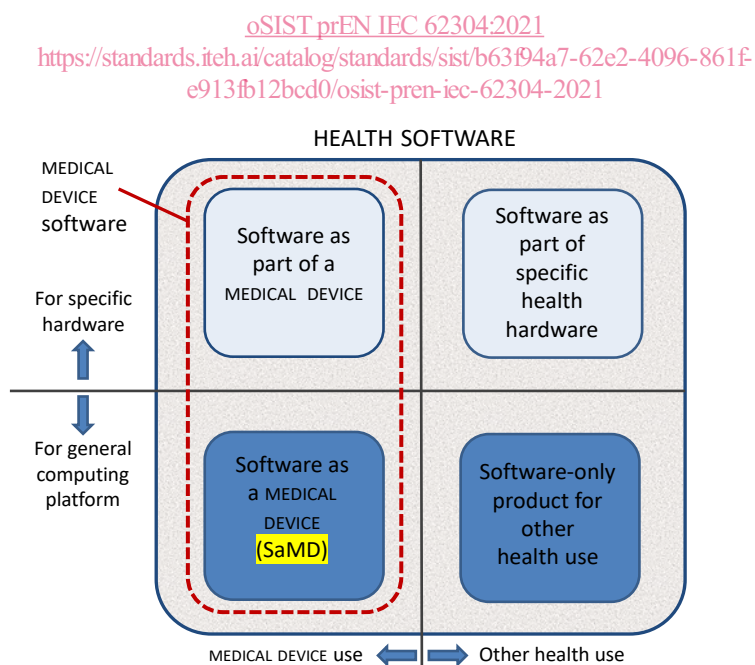 oSIST prEN IEC 62304:2021
https://standards.iteh.ai/catalog/standards/sist/b63f94a7-62e2-4096-861f-
e913fb12bcd0/osist-pren-iec-62304-2021
HEALTH SOFTWARE
MEDICAL
DEVICE
software
Software as
part of a
MEDICAL DEVICE
Software as
part of
specific
health
hardware
For specific
hardware
For general
computing
platform
Software as
a MEDICAL
DEVICE
(SaMD)
Software-only
product for
other
health use
MEDICAL DEVICE use
Other health use